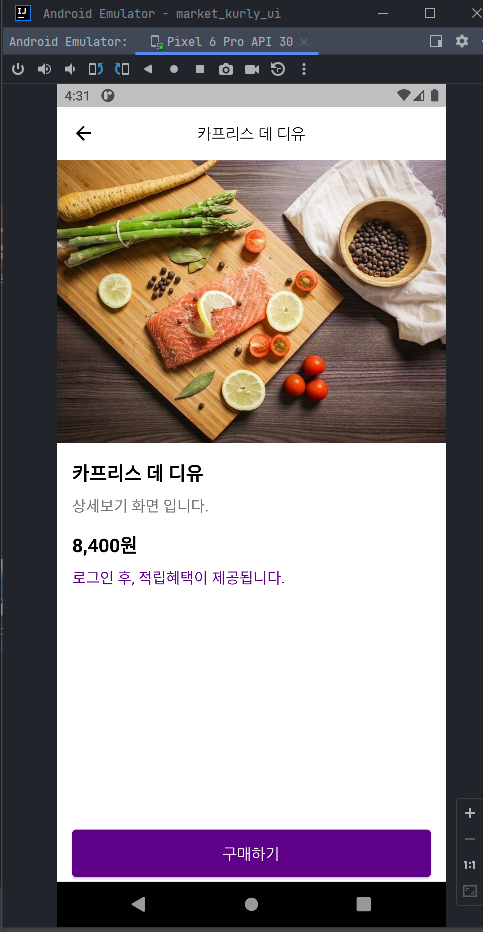 Android Emulator - market_kurly_ui
Android Emulator: Pixel 6 Pro API 30
4:31
카프리스 데 디유
카프리스 데 디유
상세보기 화면 입니다.
8,400원
로그인 후, 적립혜택이 제공됩니다.
구매하기
1:1